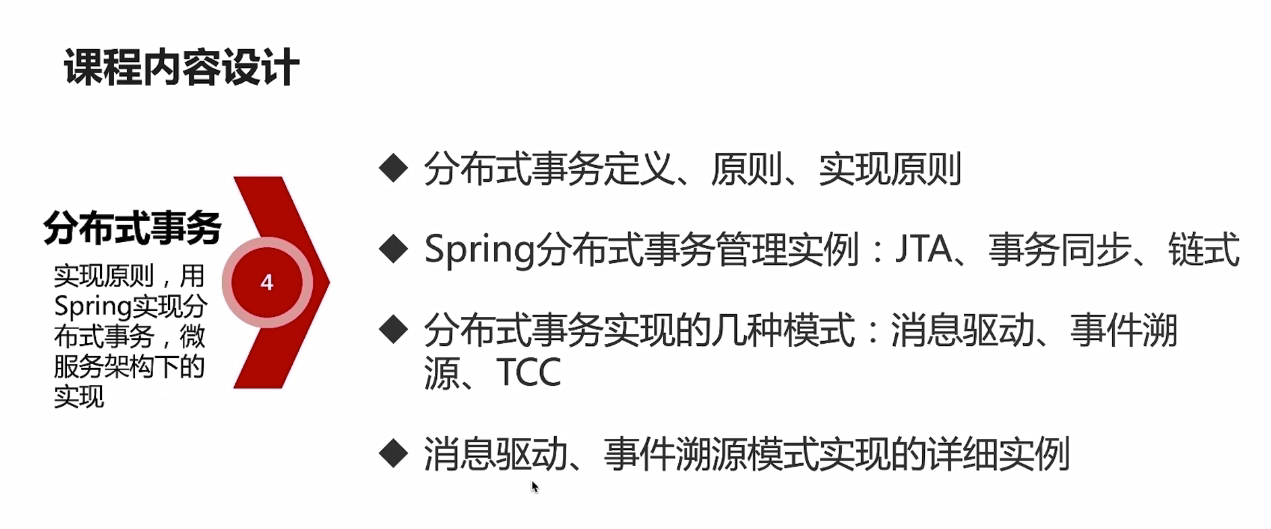 课程内容设计
分布式事务
实现原则，用
Spring实现分
布式事务，微
服务架构下的
实现
4
◆ 分布式事务定义、原则、实现原则
◆ Spring分布式事务管理实例：JTA、事务同步、链式
◆ 分布式事务实现的几种模式：消息驱动、事件溯
源、TCC
◆ 消息驱动、事件溯源模式实现的详细实例